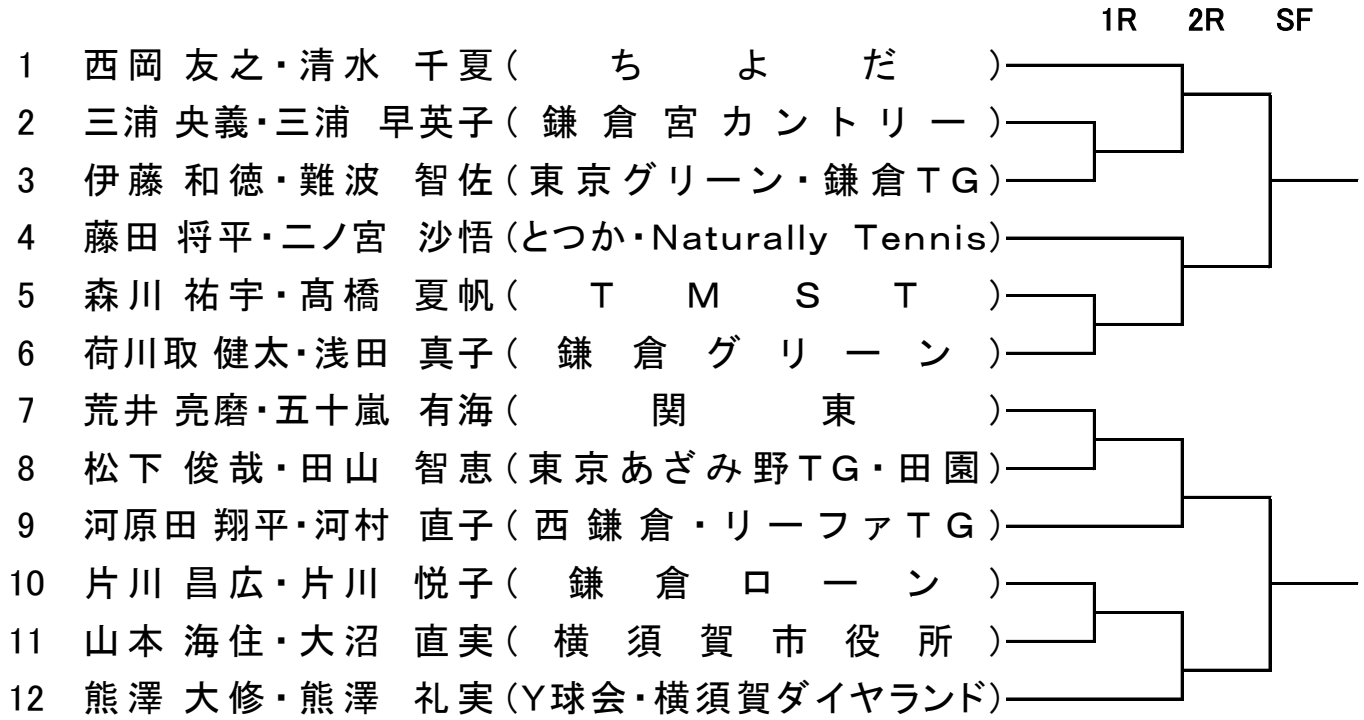 1R 2R SF
1 西岡 友之・清水 千夏(ちよだ)
2 三浦 央義・三浦 早英子(鎌倉宮カントリー)
3 伊藤 和徳・難波 智佐(東京グリーン・鎌倉TG)
4 藤田 将平・二ノ宮 沙悟(とつか・Naturally Tennis)
5 森川 祐宇・髙橋 夏帆(TMST)
6 荷川取 健太・浅田 真子(鎌倉グリーン)
7 荒井 亮磨・五十嵐 有海(関東)
8 松下 俊哉・田山 智恵(東京あざみ野TG・田園)
9 河原田 翔平・河村 直子(西鎌倉・リーファTG)
10 片川 昌広・片川 悦子(鎌倉ローン)
11 山本 海住・大沼 直実(横須賀市役所)
12 熊澤 大修・熊澤 礼実(Y球会・横須賀ダイヤランド)